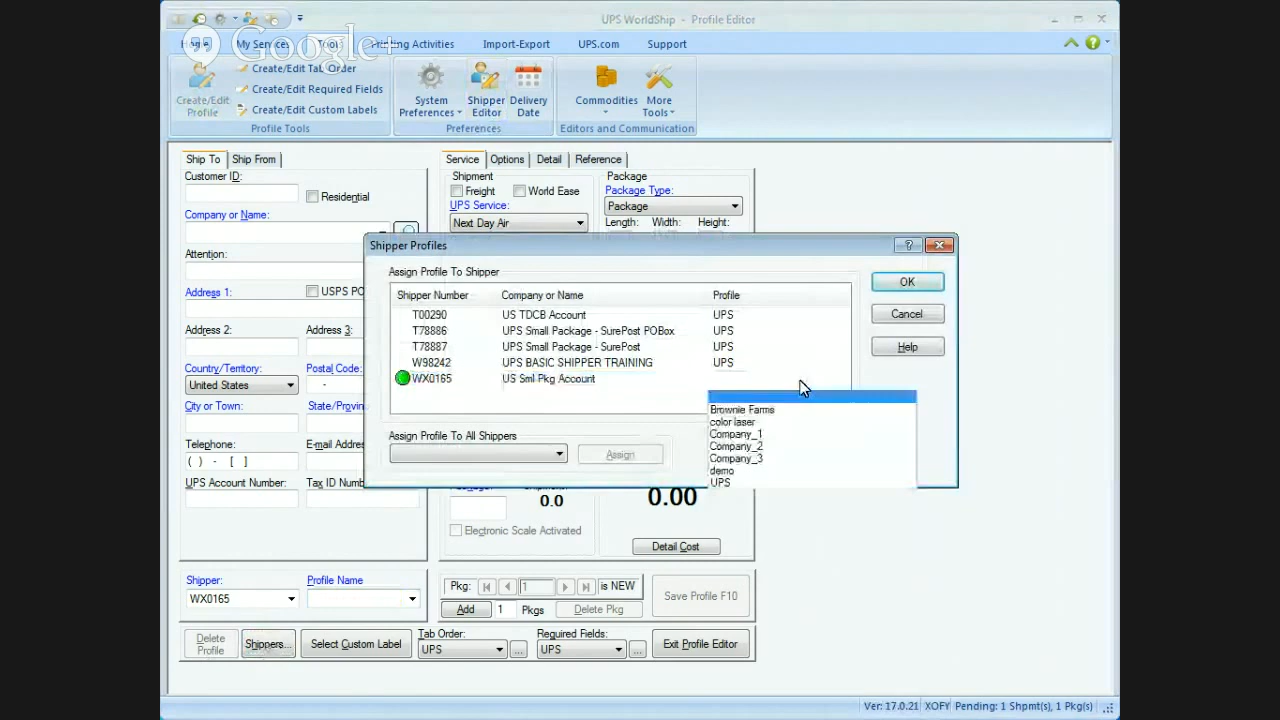 UPS WorldShip - Profile Editor
Google+
Home
My Services
Tools
Printing Activities
Import-Export
UPS.com
Support
Create/Edit Profile
Create/Edit Tab Order
Create/Edit Required Fields
Create/Edit Custom Labels
Profile Tools
System Preferences
Shipper Editor
Delivery Date
Preferences
Commodities
More Tools
Editors and Communication
Ship To
Ship From
Service
Options
Detail
Reference
Customer ID:
Residential
Company or Name:
Attention:
Address 1:
USPS PO
Address 2:
Address 3:
Country/Territory:
Postal Code:
United States
-
City or Town:
State/Provin
Telephone:
E-mail Addres
( ) - [ ]
UPS Account Number:
Tax ID Numb
Shipment
Freight
World Ease
UPS Service:
Next Day Air
Package
Package Type:
Package
Length:
Width:
Height:
Shipper Profiles
Assign Profile To Shipper
Shipper Number
Company or Name
Profile
T00290
US TDCB Account
UPS
T78886
UPS Small Package - SurePost POBox
UPS
T78887
UPS Small Package - SurePost
UPS
W98242
UPS BASIC SHIPPER TRAINING
UPS
WX0165
US Sml Pkg Account
Brownie Farms
color laser
Company_1
Company_2
Company_3
demo
UPS
Assign Profile To All Shippers
Assign
OK
Cancel
Help
0.0
0.00
Electronic Scale Activated
Detail Cost
Shipper:
WX0165
Profile Name
Pkg:
1
is NEW
Add
1
Pkgs
Delete Pkg
Save Profile F10
Delete Profile
Shippers...
Select Custom Label
Tab Order:
UPS
...
Required Fields:
UPS
...
Exit Profile Editor
Ver: 17.0.21
XOFY
Pending: 1 Shpmt(s), 1 Pkg(s)